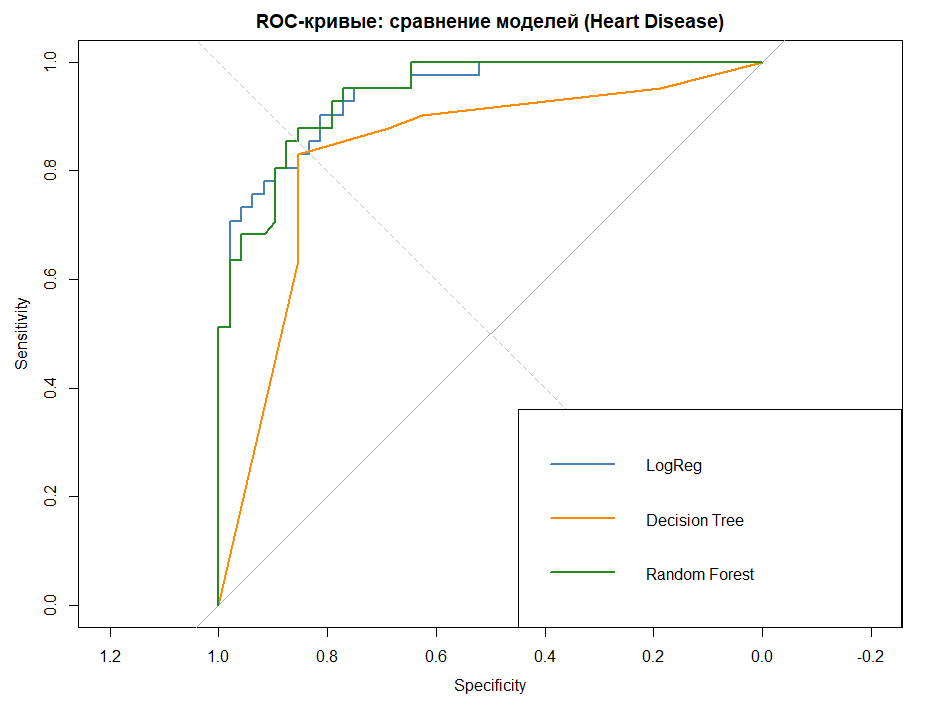 ROC-кривые: сравнение моделей (Heart Disease)
1.0
0.8
0.6
0.4
0.2
0.0
Sensitivity
LogReg
Decision Tree
Random Forest
1.2 1.0 0.8 0.6 0.4 0.2 0.0 -0.2
Specificity